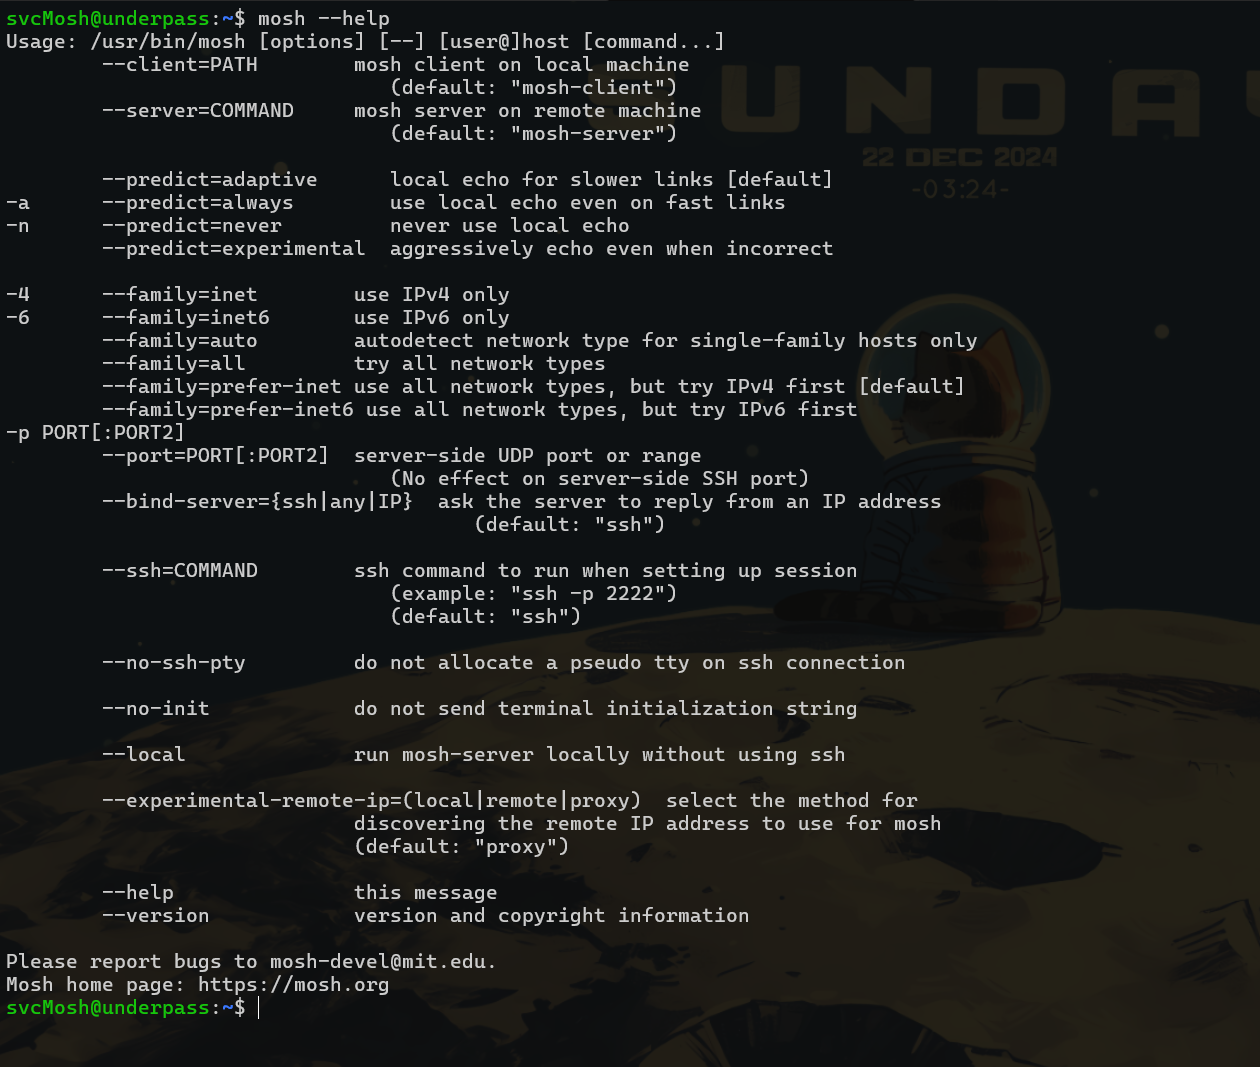 svcMosh@underpass:~$ mosh --help
Usage: /usr/bin/mosh [options] [--] [user@]host [command...]
        --client=PATH        mosh client on local machine
                                (default: "mosh-client")
        --server=COMMAND     mosh server on remote machine
                                (default: "mosh-server")
SUNDAY
22 DEC 2024
-03:24-
        --predict=adaptive      local echo for slower links [default]
-a      --predict=always        use local echo even on fast links
-n      --predict=never         never use local echo
        --predict=experimental  aggressively echo even when incorrect

-4      --family=inet        use IPv4 only
-6      --family=inet6       use IPv6 only
        --family=auto        autodetect network type for single-family hosts only
        --family=all         try all network types
        --family=prefer-inet use all network types, but try IPv4 first [default]
        --family=prefer-inet6 use all network types, but try IPv6 first
-p PORT[:PORT2]
        --port=PORT[:PORT2]  server-side UDP port or range
                                (No effect on server-side SSH port)
        --bind-server={ssh|any|IP}  ask the server to reply from an IP address
                                       (default: "ssh")

        --ssh=COMMAND        ssh command to run when setting up session
                                (example: "ssh -p 2222")
                                (default: "ssh")

        --no-ssh-pty         do not allocate a pseudo tty on ssh connection

        --no-init            do not send terminal initialization string

        --local              run mosh-server locally without using ssh

        --experimental-remote-ip=(local|remote|proxy)  select the method for
                             discovering the remote IP address to use for mosh
                             (default: "proxy")

        --help               this message
        --version            version and copyright information

Please report bugs to mosh-devel@mit.edu.
Mosh home page: https://mosh.org
svcMosh@underpass:~$